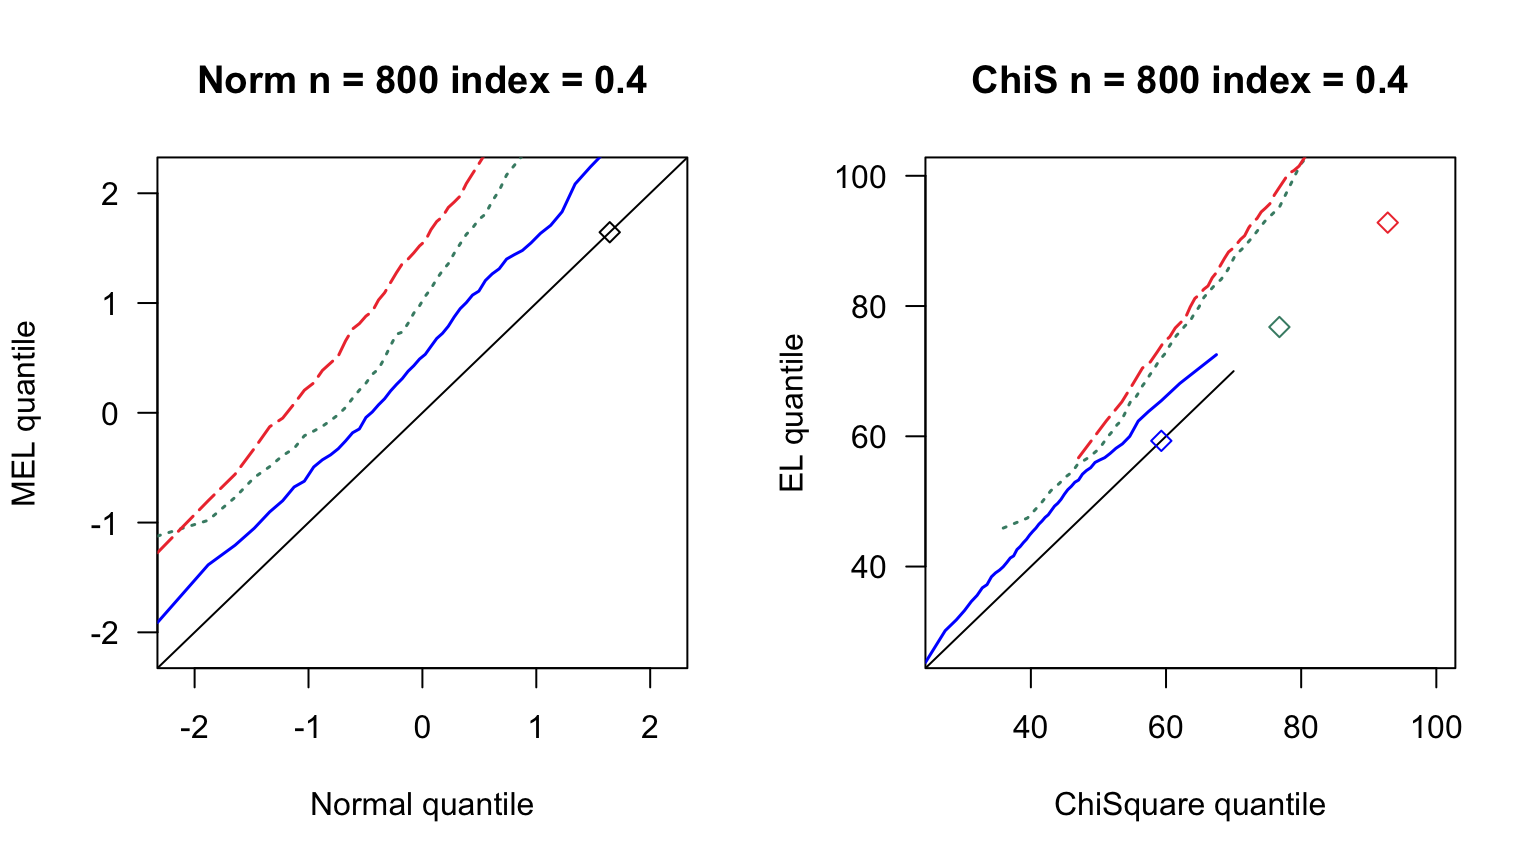 Norm n = 800 index = 0.4
MEL quantile
2
1
0
-1
-2
-2 -1 0 1 2
Normal quantile
ChiS n = 800 index = 0.4
EL quantile
100
80
60
40
40 60 80 100
ChiSquare quantile